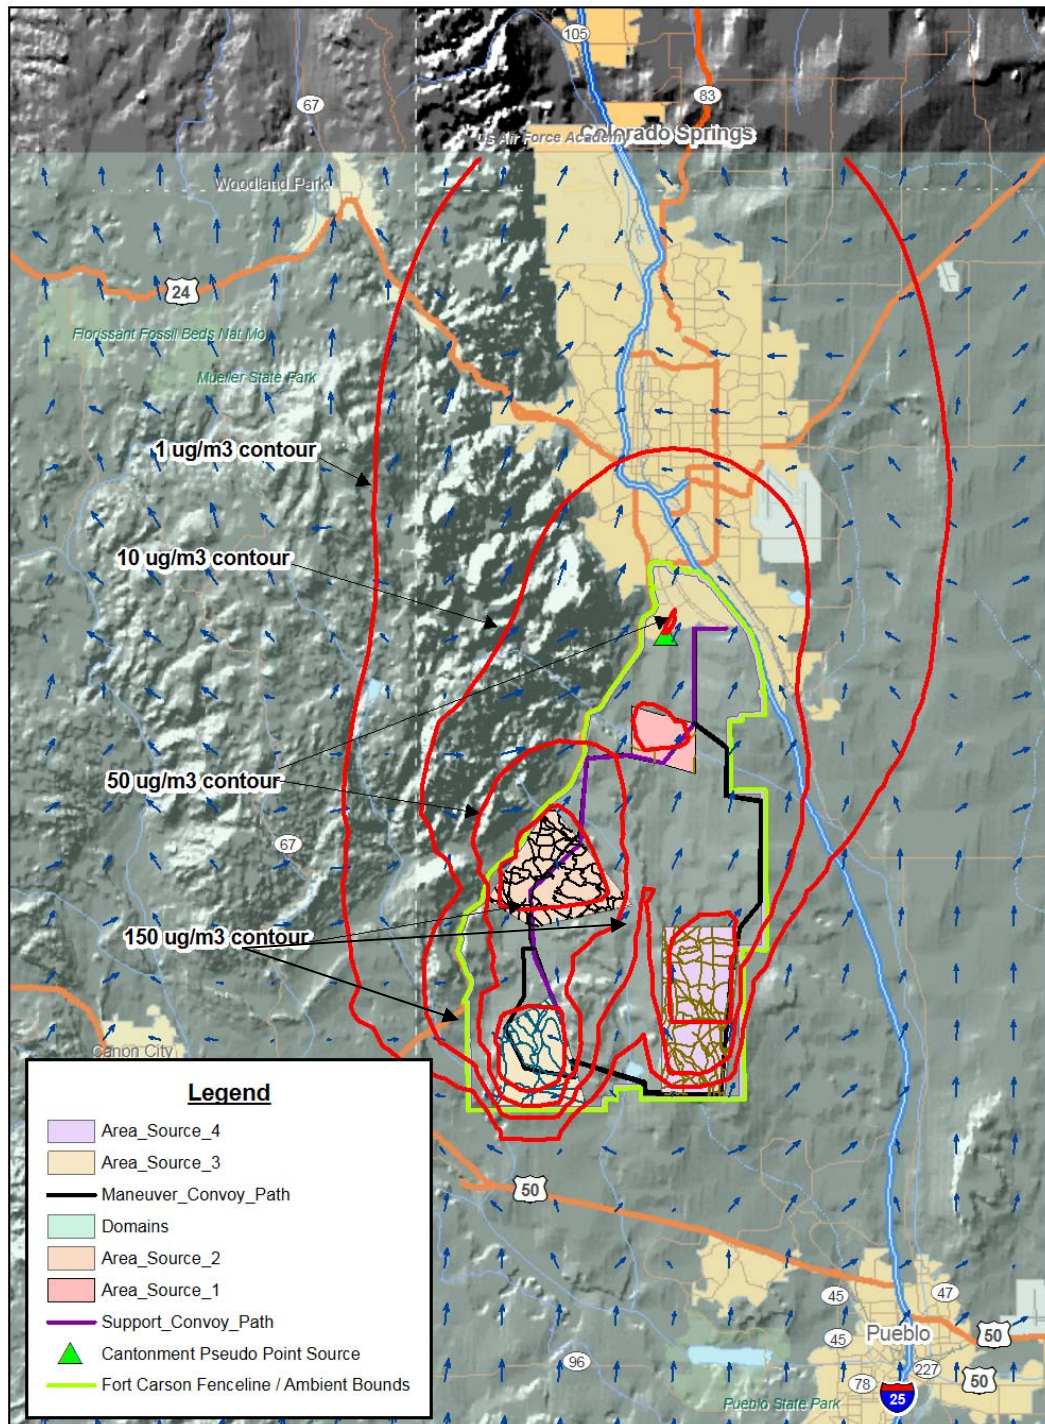 105
67
83
Us Air Force Academy
Colorado Springs
Woodland Park
24
Florissant Fossil Beds Nat Mo
Mueller State Park
1 ug/m3 contour
10 ug/m3 contour
50 ug/m3 contour
67
150 ug/m3 contour
Canon City
Legend
Area_Source_4
Area_Source_3
Maneuver_Convoy_Path
Domains
Area_Source_2
Area_Source_1
Support_Convoy_Path
Cantonment Pseudo Point Source
Fort Carson Fenceline / Ambient Bounds
50
45
47
45
Pueblo
50
96
227
78
50
25
Pueblo State Park